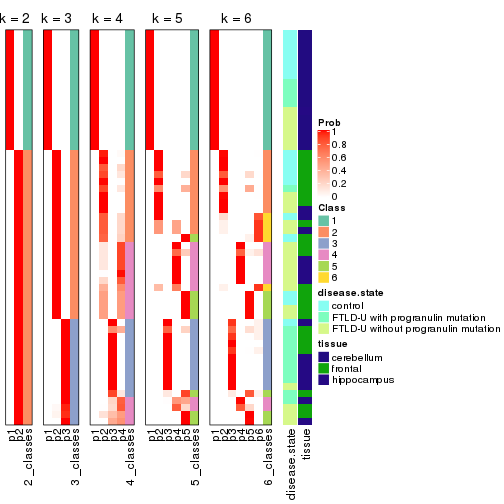 k = 2 k = 3 k = 4 k = 5 k = 6
Prob
1
0.8
0.6
0.4
0.2
0
Class
1
2
3
4
5
6
disease.state
control
FTLD-U with progranulin mutation
FTLD-U without progranulin mutation
tissue
cerebellum
frontal
hippocampus
p1 p2 2_classes p1 p2 p3 3_classes p1 p2 p3 p4 4_classes p1 p2 p3 p4 p5 5_classes p1 p2 p3 p4 p5 p6 6_classes disease.state tissue